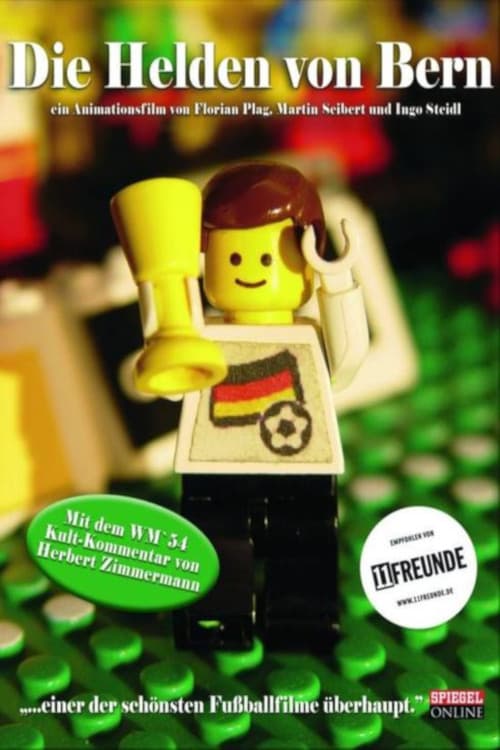 Die Helden von Bern
ein Animationsfilm von Florian Plag, Martin Seibert und Ingo Steidl
Mit dem WM`54
Kult-Kommentar von
Herbert Zimmermann
EMPFOHLEN VON
11FREUNDE
WWW.11FREUNDE.DE
„...einer der schönsten Fußballfilme überhaupt.”
SPIEGEL
ONLINE